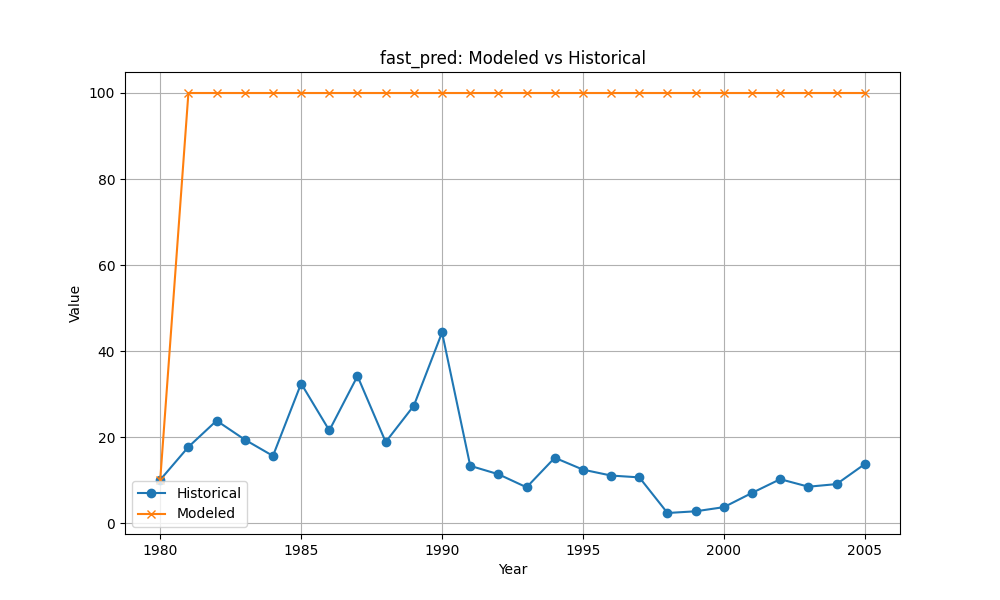 fast_pred: Modeled vs Historical
100
80
60
40
20
0
Value
Historical
Modeled
1980 1985 1990 1995 2000 2005
Year